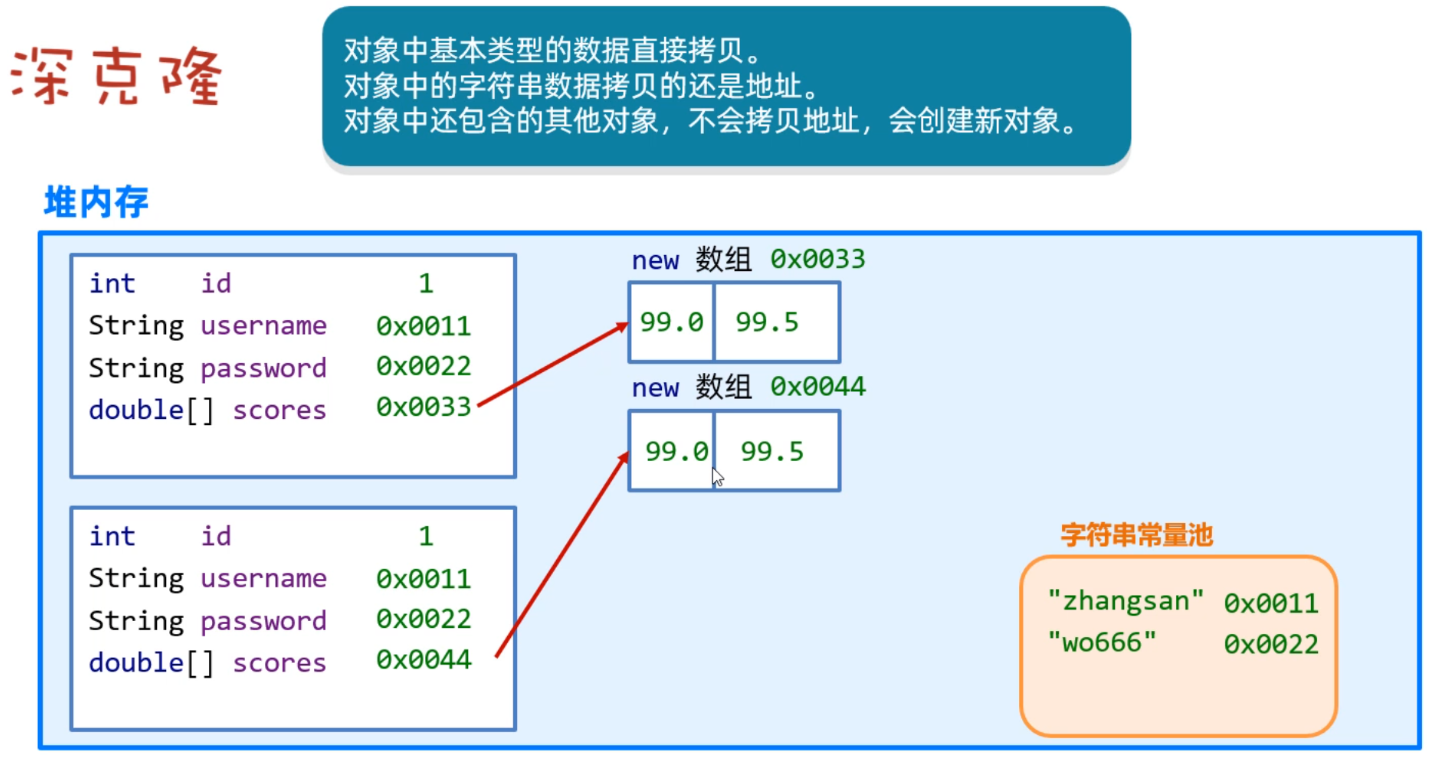 深克隆
对象中基本类型的数据直接拷贝。
对象中的字符串数据拷贝的还是地址。
对象中还包含的其他对象，不会拷贝地址，会创建新对象。
堆内存
int id 1
String username 0x0011
String password 0x0022
double[] scores 0x0033
new 数组 0x0033
99.0 99.5
new 数组 0x0044
99.0 99.5
int id 1
String username 0x0011
String password 0x0022
double[] scores 0x0044
字符串常量池
"zhangsan" 0x0011
"wo666" 0x0022